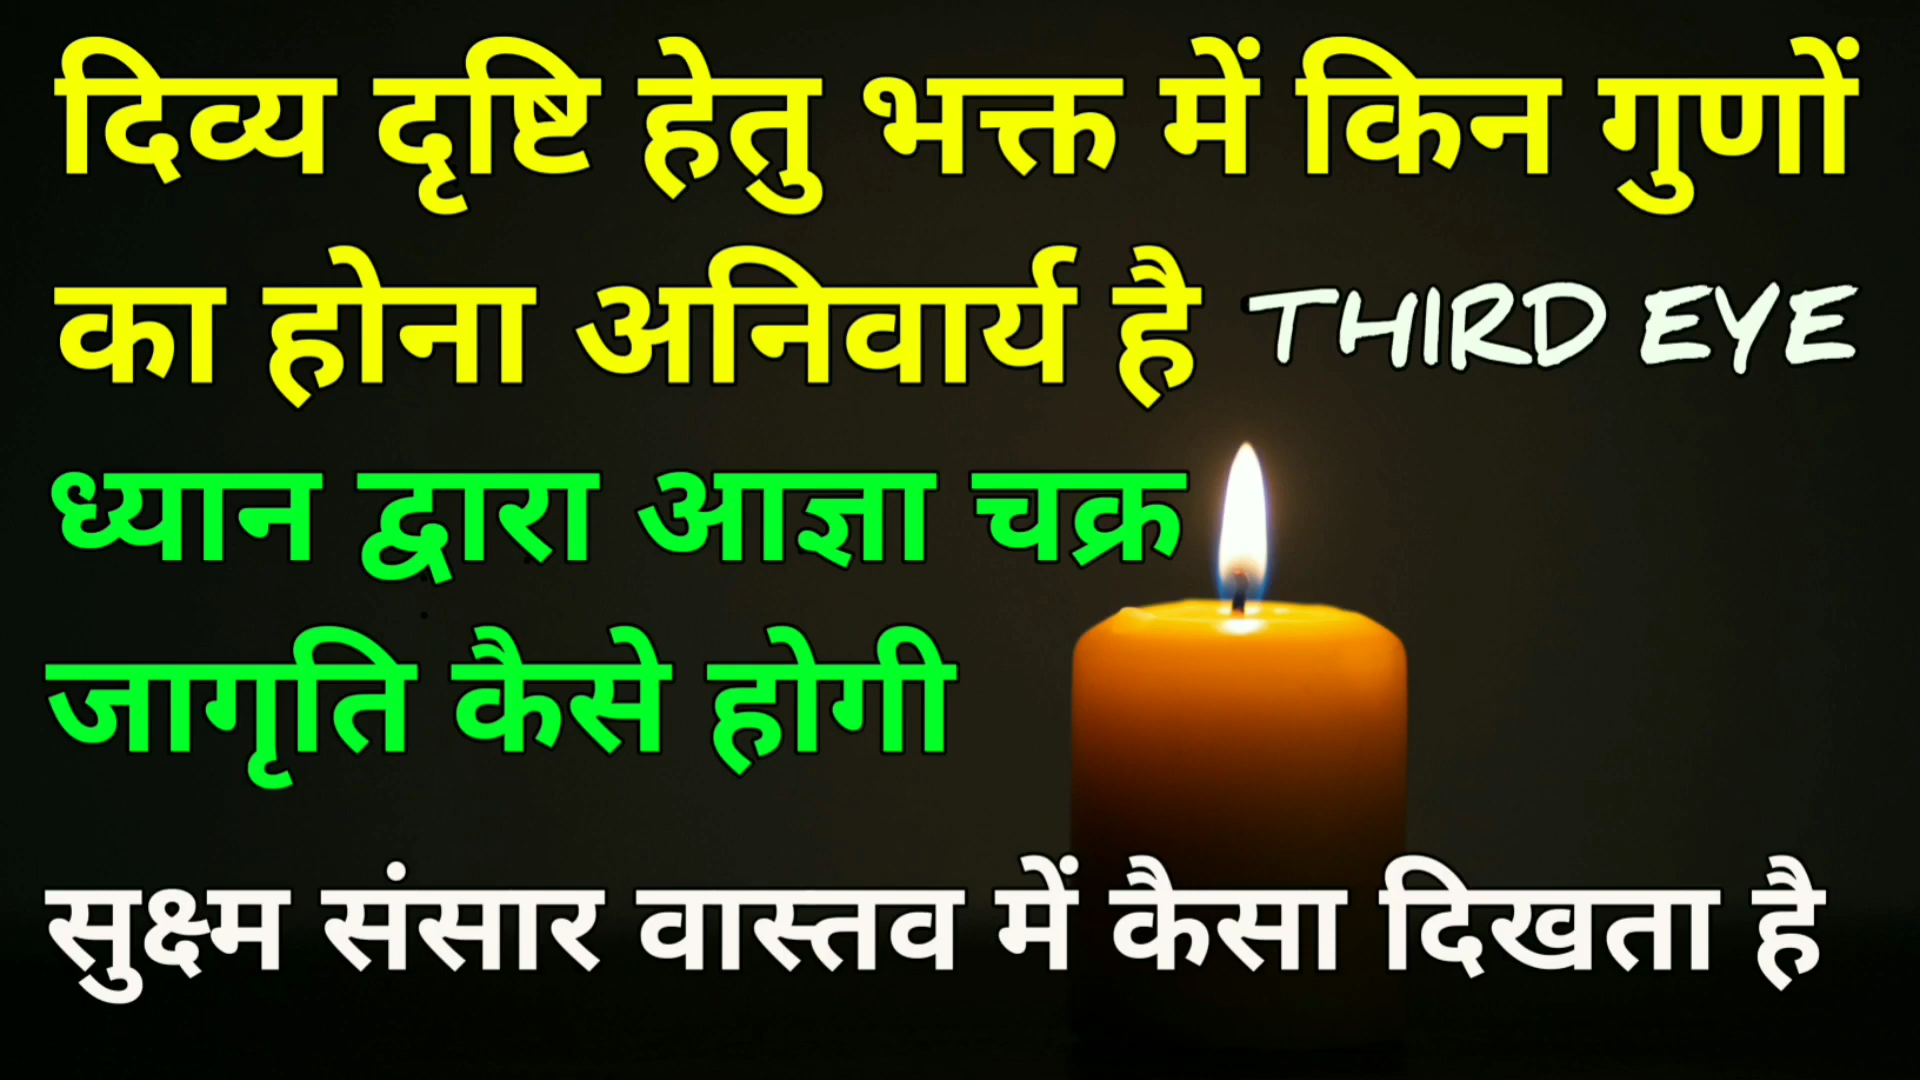 दिव्य दृष्टि हेतु भक्त में किन गुणों
का होना अनिवार्य है THIRD EYE
ध्यान द्वारा आज्ञा चक्र
जागृति कैसे होगी
सुक्ष्म संसार वास्तव में कैसा दिखता है